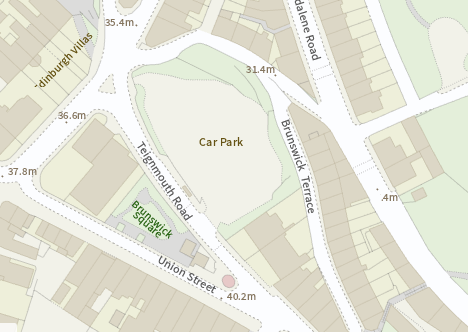 35.4m
dalene Road
dinburgh Villas
31.4m
36.6m
Car Park
Brunswick Terrace
37.8m
Teignmouth Road
Brunswick
Square
.4m
Union Street
40.2m